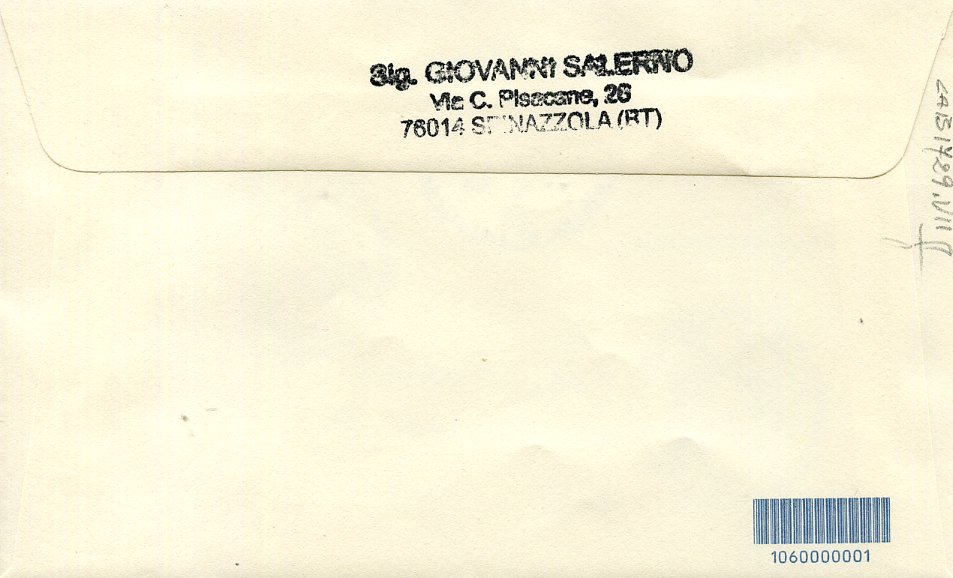 Sig. GIOVANNI SALERNO
Via C. Pisacane, 26
76014 SPINAZZOLA (BT)
1060000001